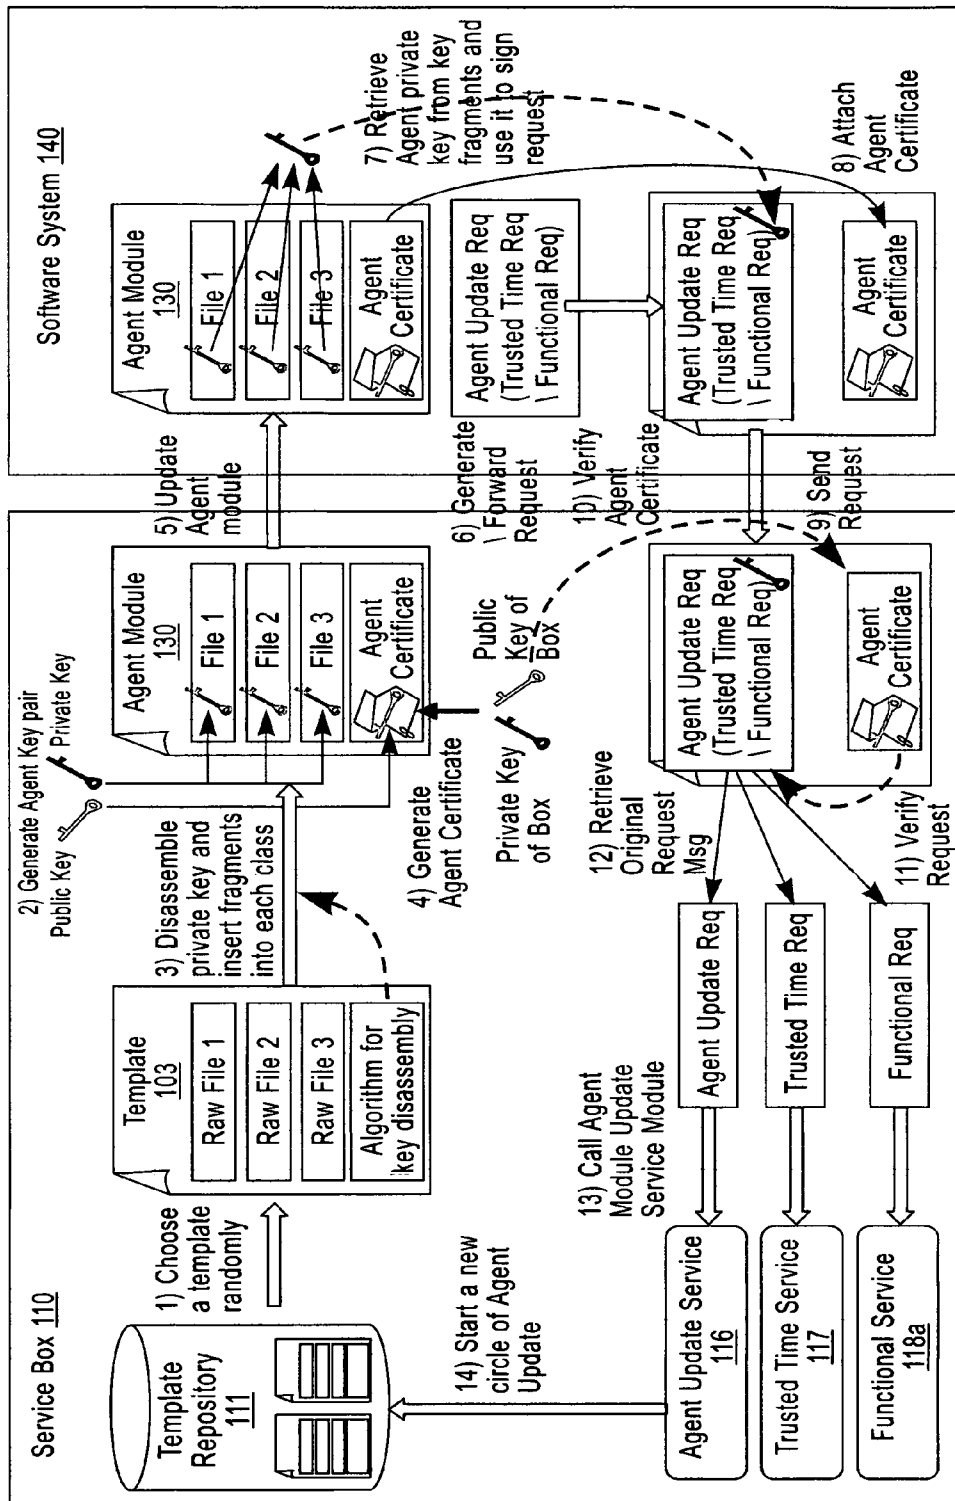 Service Box 110
Template
Repository
111
1) Choose
a template
randomly
Template
103
Raw File 1
Raw File 2
Raw File 3
Algorithm for
key disassembly
2) Generate Agent Key pair
Public Key
Private Key
3) Disassemble
private key and
insert fragments
into each class
Agent Module
130
File 1
File 2
File 3
Agent
Certificate
4) Generate
Agent Certificate
Private Key
of Box
Public
Key of
Box
5) Update
Agent
module
Software System 140
Agent Module
130
File 1
File 2
File 3
Agent
Certificate
6) Generate
\ Forward
Request
Agent Update Req
(Trusted Time Req
\ Functional Req)
7) Retrieve
Agent private
key from key
fragments and
use it to sign
request
8) Attach
Agent
Certificate
Agent Update Req
(Trusted Time Req
\ Functional Req)
Agent
Certificate
9) Send
Request
10) Verify
Agent
Certificate
Agent Update Req
(Trusted Time Req
\ Functional Req)
Agent
Certificate
11) Verify
Request
12) Retrieve
Original
Request
Msg
Agent Update Req
Trusted Time Req
Functional Req
13) Call Agent
Module Update
Service Module
Agent Update Service
116
Trusted Time Service
117
Functional Service
118a
14) Start a new
circle of Agent
Update